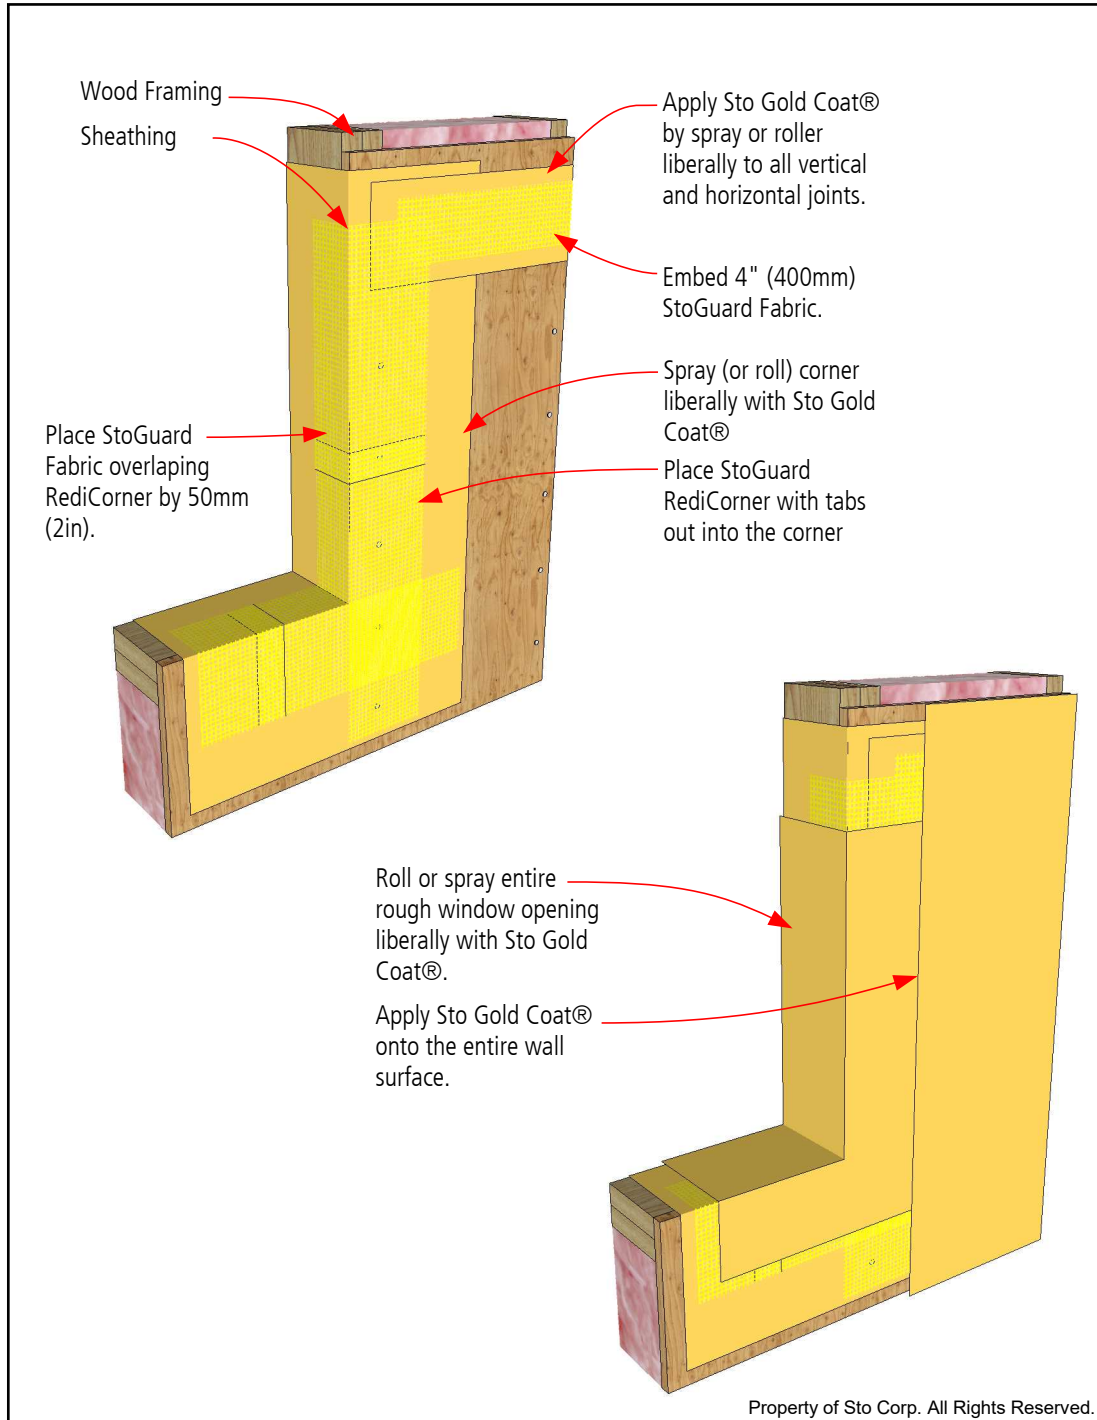 Wood Framing
Sheathing
Apply Sto Gold Coat®
by spray or roller
liberally to all vertical
and horizontal joints.
Embed 4" (400mm)
StoGuard Fabric.
Spray (or roll) corner
liberally with Sto Gold
Coat®
Place StoGuard
Fabric overlaping
RediCorner by 50mm
(2in).
Place StoGuard
RediCorner with tabs
out into the corner
Roll or spray entire
rough window opening
liberally with Sto Gold
Coat®.
Apply Sto Gold Coat®
onto the entire wall
surface.
Property of Sto Corp. All Rights Reserved.